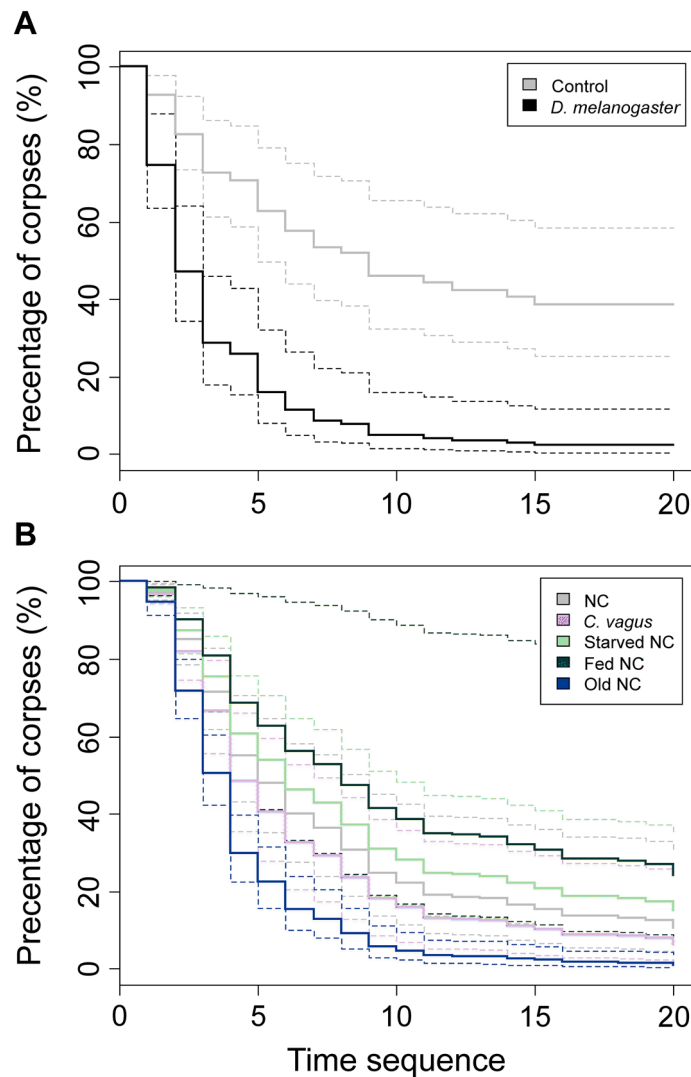 A
Precentage of corpses (%)
100
80
60
40
20
0
Control
D. melanogaster
0 5 10 15 20
B
Precentage of corpses (%)
100
80
60
40
20
0
NC
C. vagus
Starved NC
Fed NC
Old NC
0 5 10 15 20
Time sequence